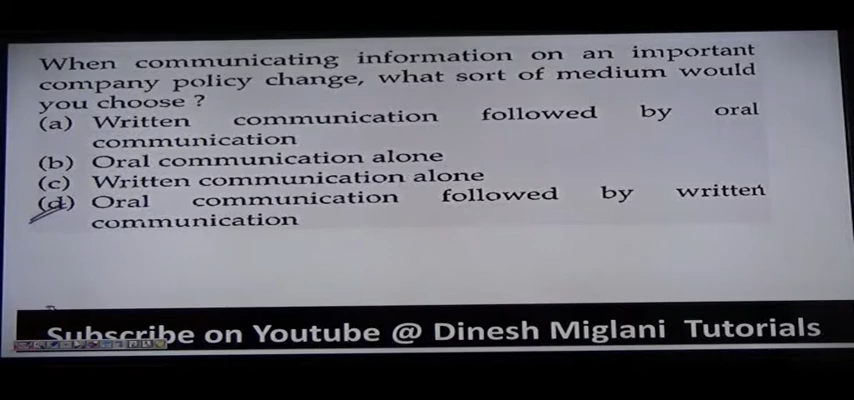 When communicating information on an important
company policy change, what sort of medium would
you choose ?
(a) Written communication followed by oral
communication
(b) Oral communication alone
(c) Written communication alone
(d) Oral communication followed by written
communication
Subscribe on Youtube @ Dinesh Miglani Tutorials